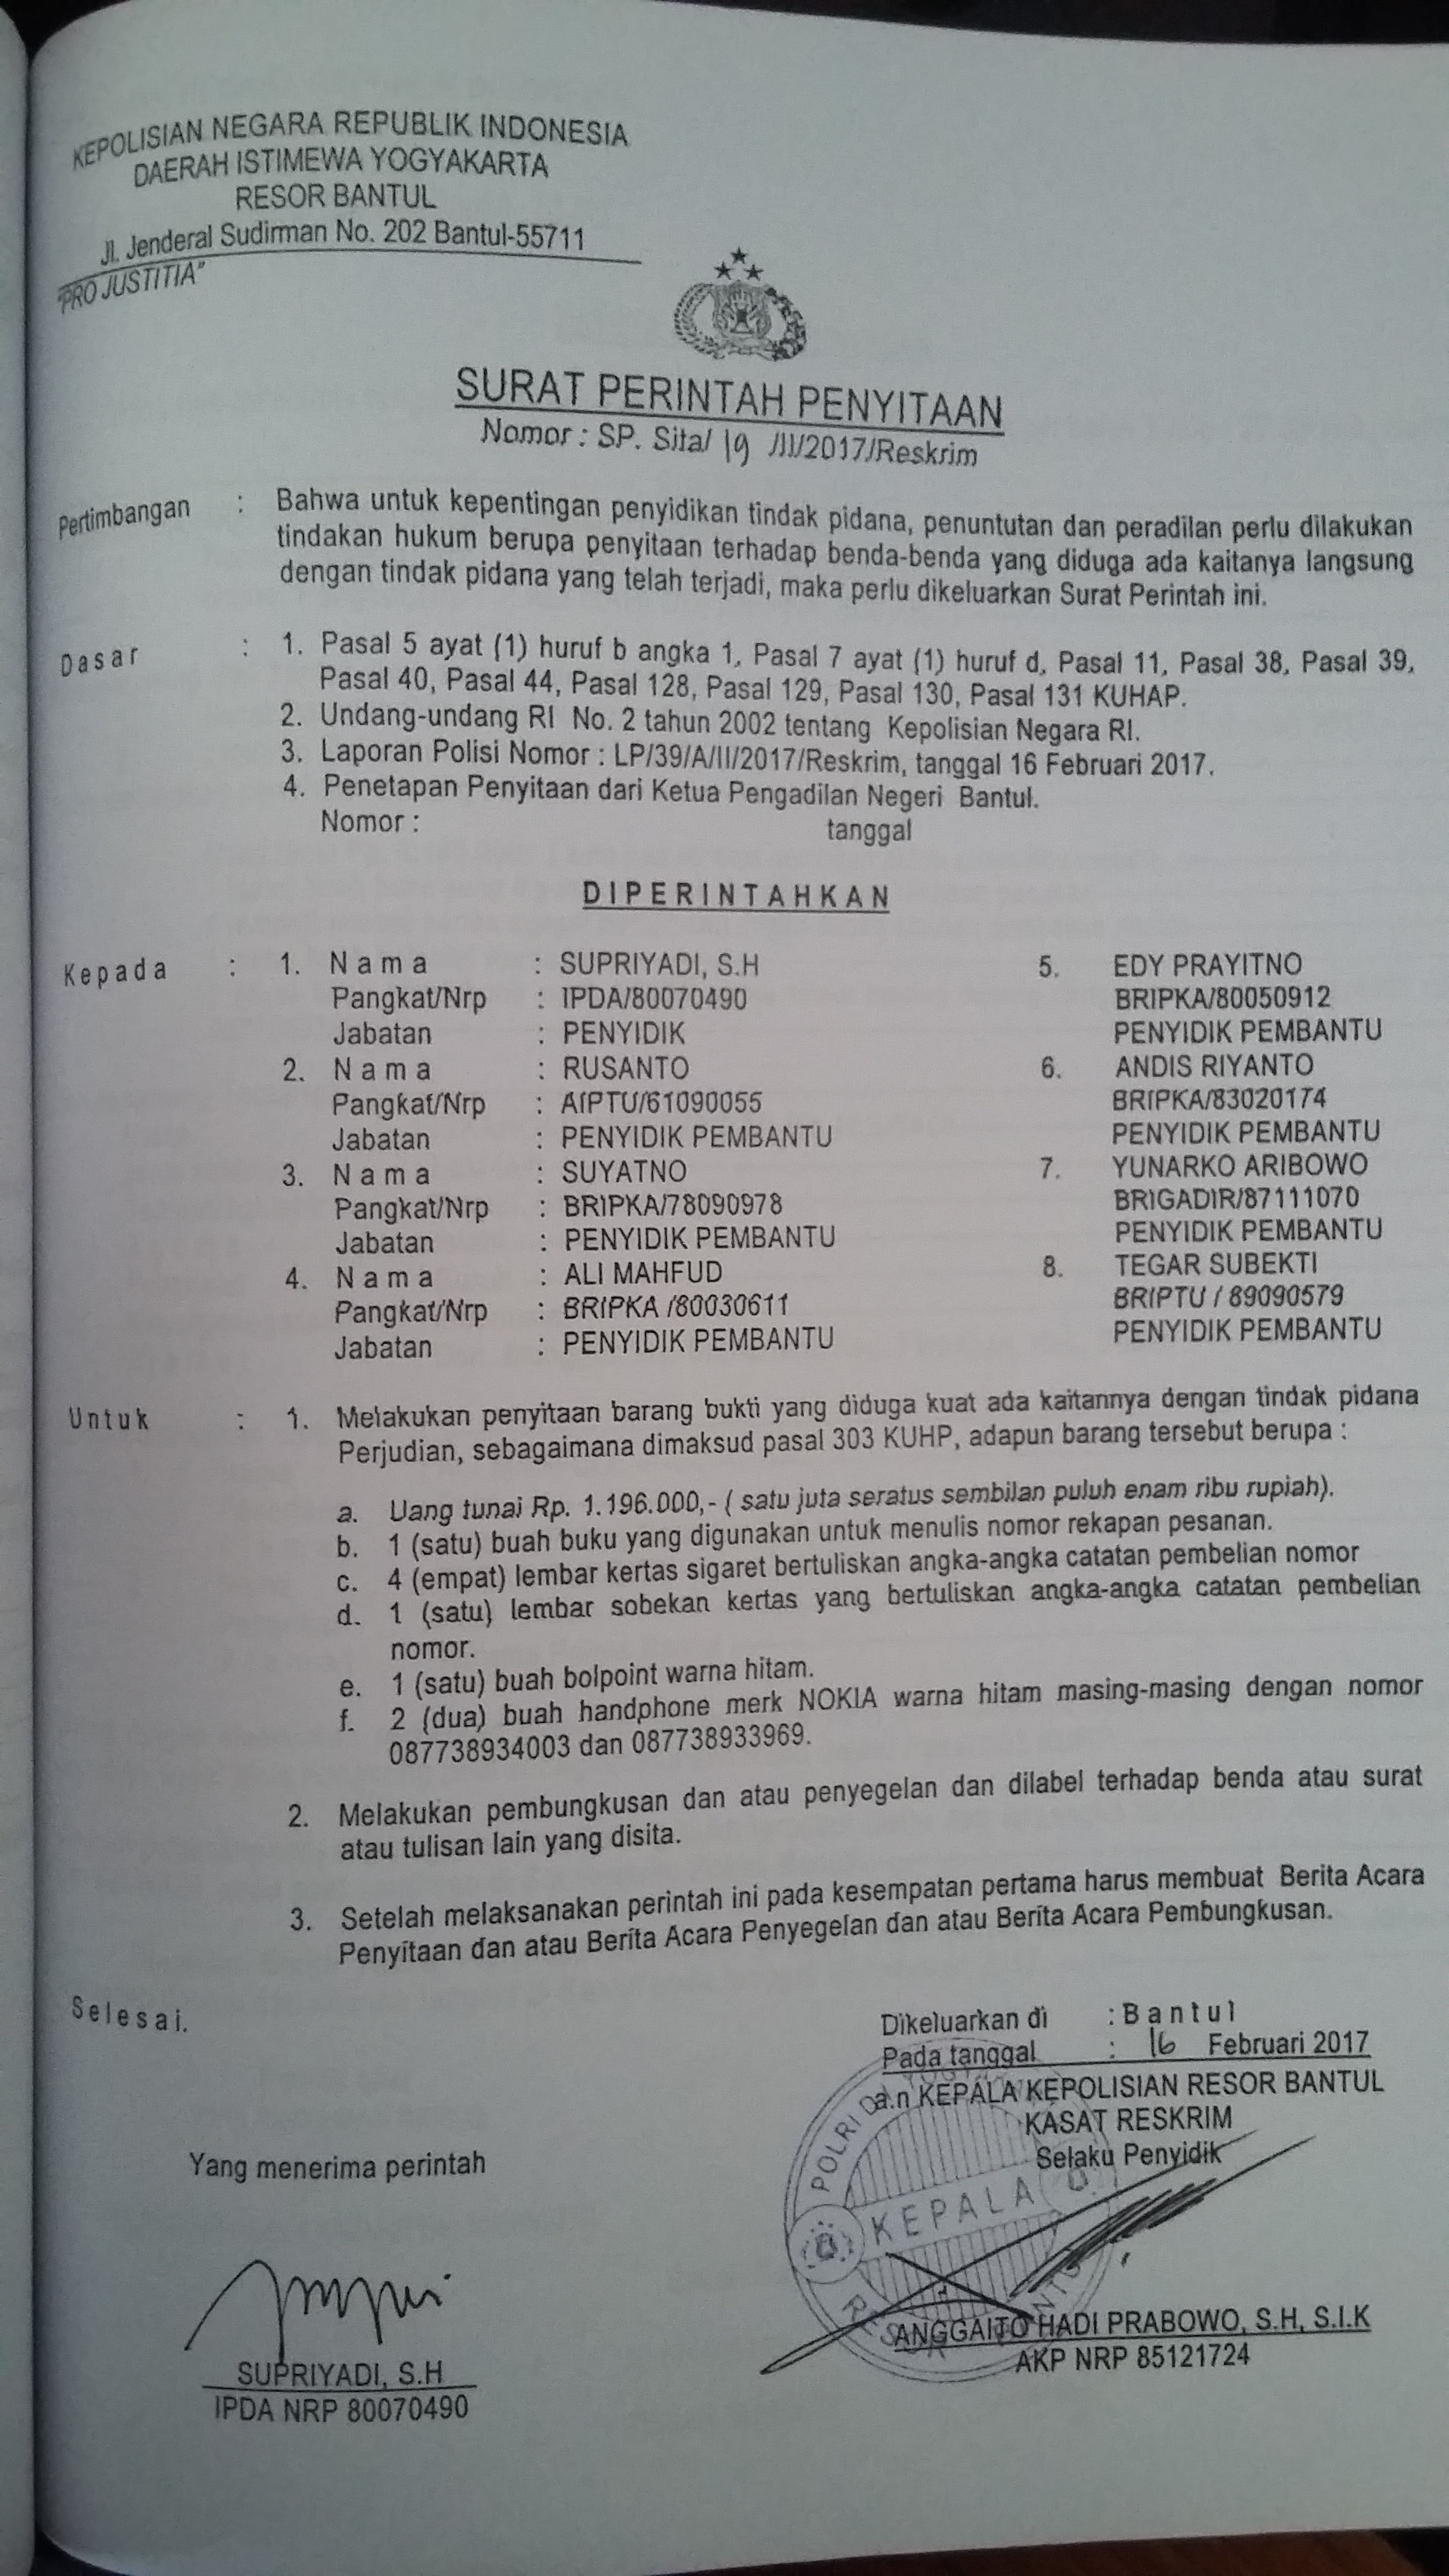 KEPOLISIAN NEGARA REPUBLIK INDONESIA
DAERAH ISTIMEWA YOGYAKARTA
RESOR BANTUL
Jl. Jenderal Sudirman No. 202 Bantul-55711
"PRO JUSTITIA"
SURAT PERINTAH PENYITAAN
Nomor : SP. Sita/ 19 /II/2017/Reskrim
Pertimbangan : Bahwa untuk kepentingan penyidikan tindak pidana, penuntutan dan peradilan perlu dilakukan
tindakan hukum berupa penyitaan terhadap benda-benda yang diduga ada kaitanya langsung
dengan tindak pidana yang telah terjadi, maka perlu dikeluarkan Surat Perintah ini.
Dasar : 1. Pasal 5 ayat (1) huruf b angka 1, Pasal 7 ayat (1) huruf d, Pasal 11, Pasal 38, Pasal 39,
Pasal 40, Pasal 44, Pasal 128, Pasal 129, Pasal 130, Pasal 131 KUHAP.
2. Undang-undang RI No. 2 tahun 2002 tentang Kepolisian Negara RI.
3. Laporan Polisi Nomor : LP/39/A/II/2017/Reskrim, tanggal 16 Februari 2017.
4. Penetapan Penyitaan dari Ketua Pengadilan Negeri Bantul.
Nomor : tanggal
DIPERINTAHKAN
Kepada : 1. Nama : SUPRIYADI, S.H 5. EDY PRAYITNO
Pangkat/Nrp : IPDA/80070490 BRIPKA/80050912
Jabatan : PENYIDIK PENYIDIK PEMBANTU
2. Nama : RUSANTO 6. ANDIS RIYANTO
Pangkat/Nrp : AIPTU/61090055 BRIPKA/83020174
Jabatan : PENYIDIK PEMBANTU PENYIDIK PEMBANTU
3. Nama : SUYATNO 7. YUNARKO ARIBOWO
Pangkat/Nrp : BRIPKA/78090978 BRIGADIR/87111070
Jabatan : PENYIDIK PEMBANTU PENYIDIK PEMBANTU
4. Nama : ALI MAHFUD 8. TEGAR SUBEKTI
Pangkat/Nrp : BRIPKA /80030611 BRIPTU / 89090579
Jabatan : PENYIDIK PEMBANTU PENYIDIK PEMBANTU
Untuk : 1. Melakukan penyitaan barang bukti yang diduga kuat ada kaitannya dengan tindak pidana
Perjudian, sebagaimana dimaksud pasal 303 KUHP, adapun barang tersebut berupa :
a. Uang tunai Rp. 1.196.000,- ( satu juta seratus sembilan puluh enam ribu rupiah).
b. 1 (satu) buah buku yang digunakan untuk menulis nomor rekapan pesanan.
c. 4 (empat) lembar kertas sigaret bertuliskan angka-angka catatan pembelian nomor
d. 1 (satu) lembar sobekan kertas yang bertuliskan angka-angka catatan pembelian
nomor.
e. 1 (satu) buah bolpoint warna hitam.
f. 2 (dua) buah handphone merk NOKIA warna hitam masing-masing dengan nomor
087738934003 dan 087738933969.
2. Melakukan pembungkusan dan atau penyegelan dan dilabel terhadap benda atau surat
atau tulisan lain yang disita.
3. Setelah melaksanakan perintah ini pada kesempatan pertama harus membuat Berita Acara
Penyitaan dan atau Berita Acara Penyegelan dan atau Berita Acara Pembungkusan.
Selesai.
Dikeluarkan di : Bantul
Pada tanggal : 16 Februari 2017
a.n KEPALA KEPOLISIAN RESOR BANTUL
KASAT RESKRIM
Selaku Penyidik
Yang menerima perintah
POLRI
KEPALA
ANGGAITO HADI PRABOWO, S.H, S.I.K
AKP NRP 85121724
SUPRIYADI, S.H
IPDA NRP 80070490